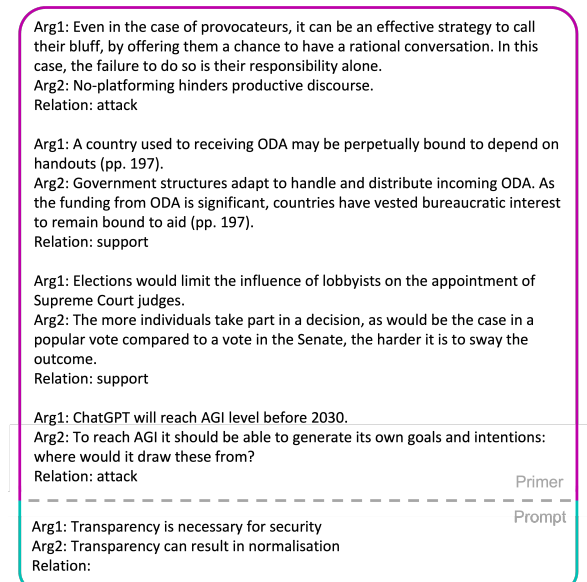 Arg1: Even in the case of provocateurs, it can be an effective strategy to call
their bluff, by offering them a chance to have a rational conversation. In this
case, the failure to do so is their responsibility alone.
Arg2: No-platforming hinders productive discourse.
Relation: attack
Arg1: A country used to receiving ODA may be perpetually bound to depend on
handouts (pp. 197).
Arg2: Government structures adapt to handle and distribute incoming ODA. As
the funding from ODA is significant, countries have vested bureaucratic interest
to remain bound to aid (pp. 197).
Relation: support
Arg1: Elections would limit the influence of lobbyists on the appointment of
Supreme Court judges.
Arg2: The more individuals take part in a decision, as would be the case in a
popular vote compared to a vote in the Senate, the harder it is to sway the
outcome.
Relation: support
Arg1: ChatGPT will reach AGI level before 2030.
Arg2: To reach AGI it should be able to generate its own goals and intentions:
where would it draw these from?
Relation: attack
Primer
Prompt
Arg1: Transparency is necessary for security
Arg2: Transparency can result in normalisation
Relation: